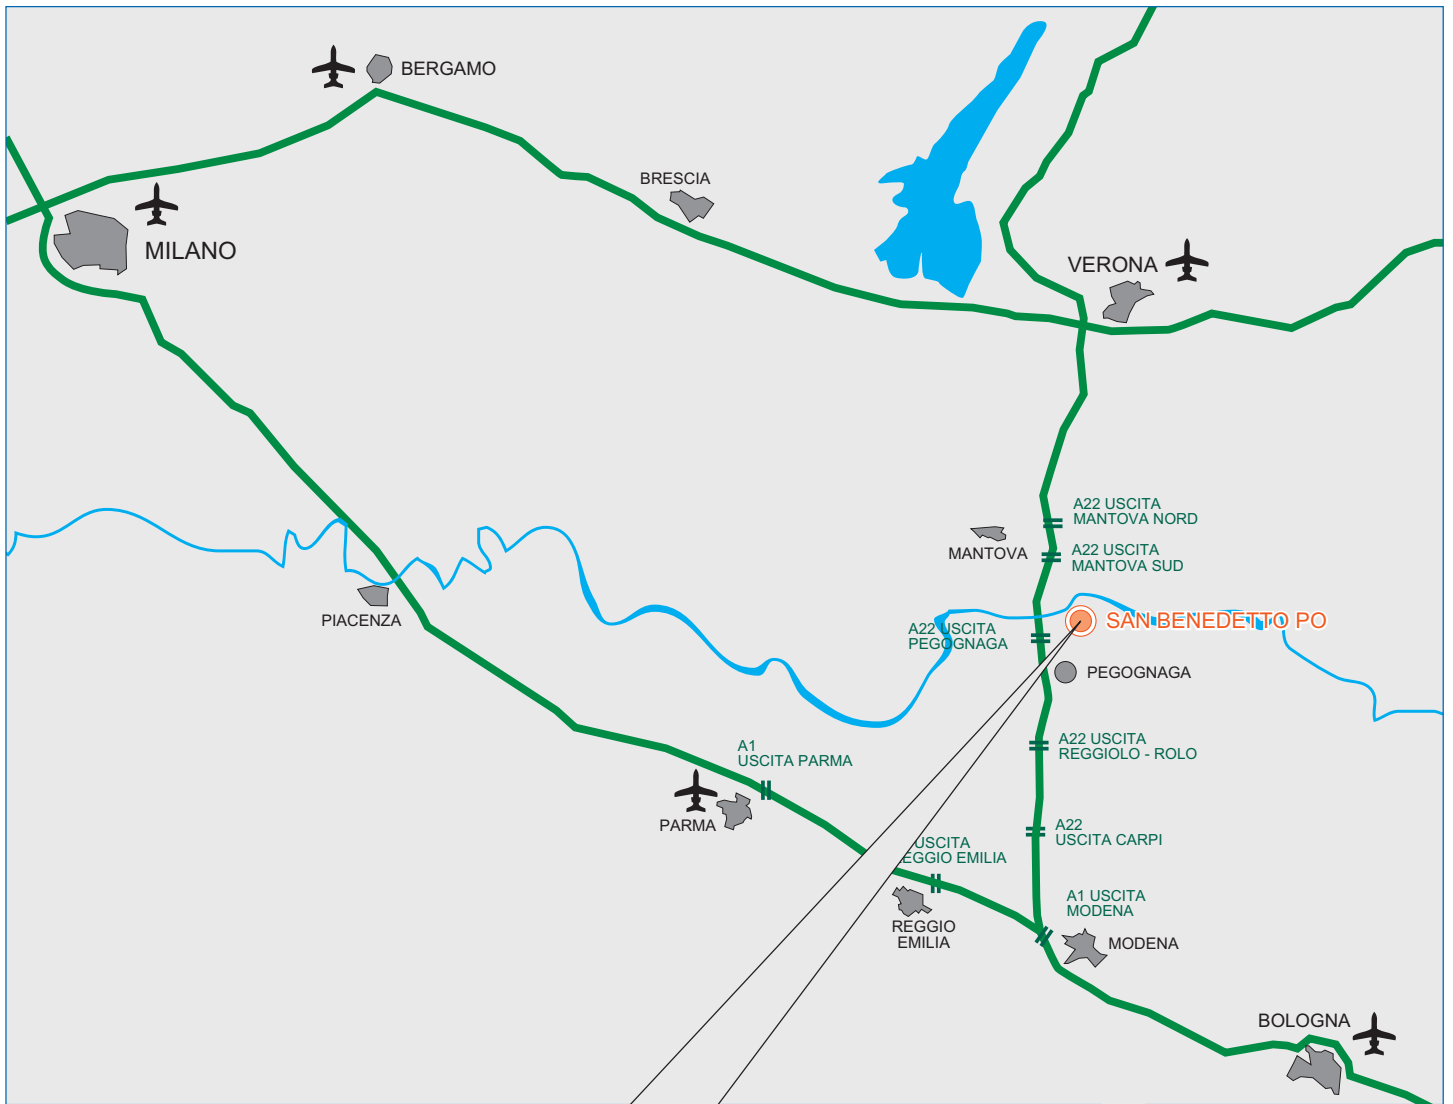 BERGAMO
BRESCIA
MILANO
VERONA
A22 USCITA
MANTOVA NORD
MANTOVA
A22 USCITA
MANTOVA SUD
PIACENZA
A22 USCITA
PEGOGNAGA
SAN BENEDETTO PO
PEGOGNAGA
A22 USCITA
REGGIOLO - ROLO
A1
USCITA PARMA
PARMA
A22
USCITA CARPI
USCITA
EGGIO EMILIA
A1 USCITA
MODENA
REGGIO
EMILIA
MODENA
BOLOGNA